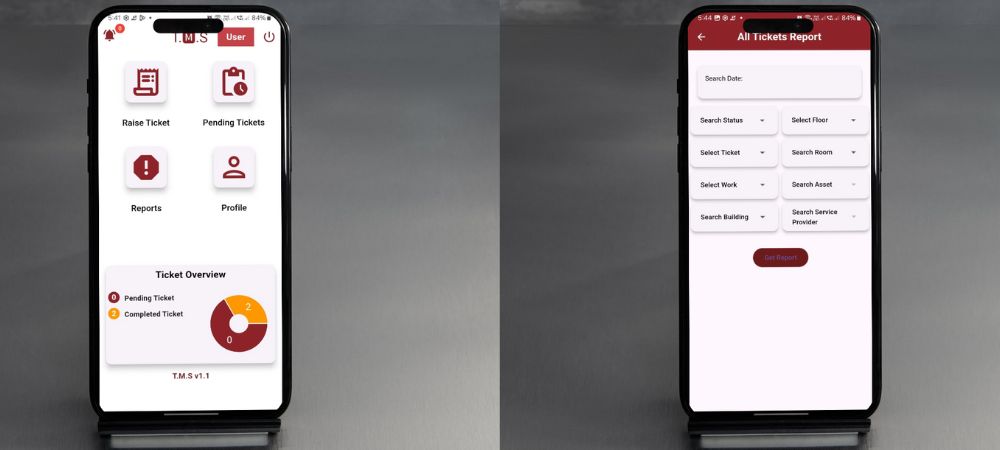 5:41
84%
0
T.M.S
User
Raise Ticket
Pending Tickets
Reports
Profile
Ticket Overview
0 Pending Ticket
2 Completed Ticket
2
0
T.M.S v1.1
5:44
84%
All Tickets Report
Search Date:
Search Status
Select Floor
Select Ticket
Search Room
Select Work
Search Asset
Search Building
Search Service
Provider
Get Report